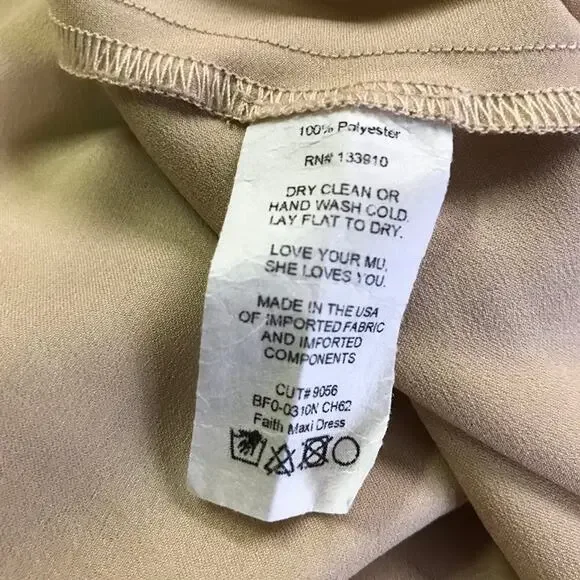 100% Polyester
RN# 133910
DRY CLEAN OR
HAND WASH COLD.
LAY FLAT TO DRY.
LOVE YOUR MU,
SHE LOVES YOU.
MADE IN THE USA
OF IMPORTED FABRIC
AND IMPORTED
COMPONENTS
CUT# 9056
BF0-0310N CH62
Faith Maxi Dress